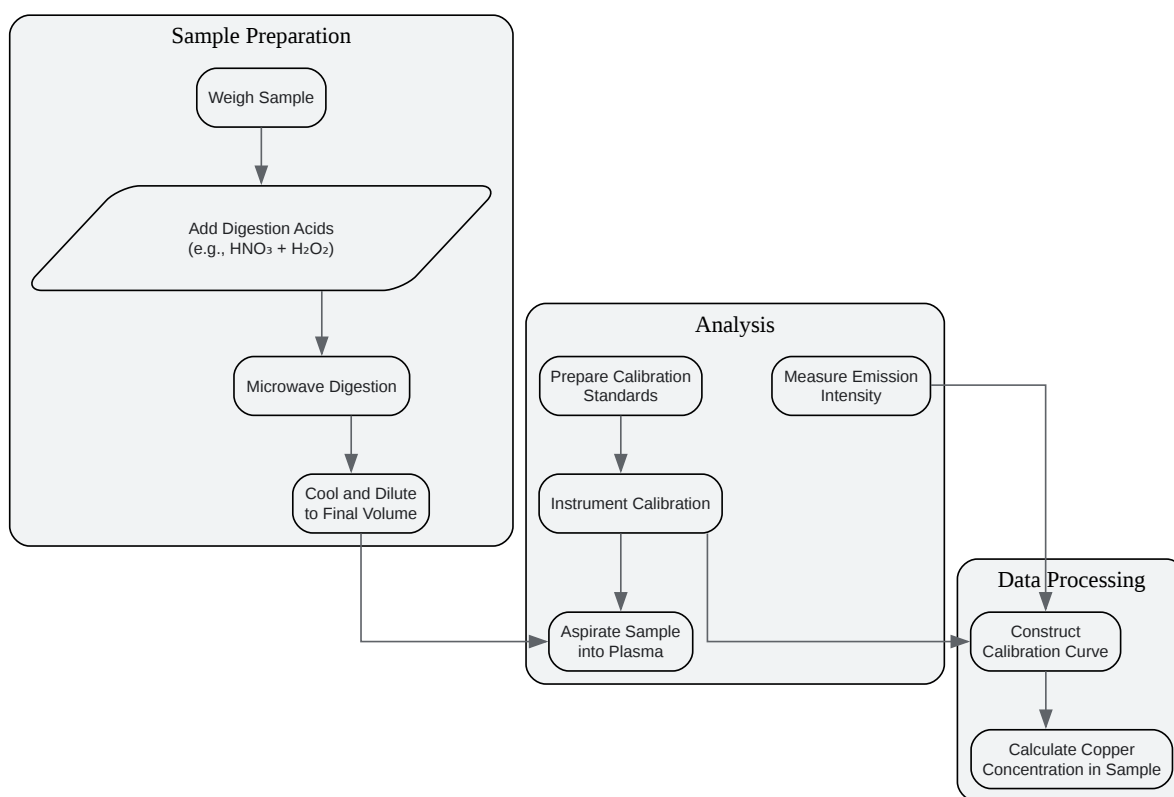 Sample Preparation
Weigh Sample
Add Digestion Acids
(e.g., HNO₃ + H₂O₂)
Microwave Digestion
Cool and Dilute
to Final Volume
Analysis
Prepare Calibration
Standards
Measure Emission
Intensity
Instrument Calibration
Aspirate Sample
into Plasma
Data Processing
Construct
Calibration Curve
Calculate Copper
Concentration in Sample